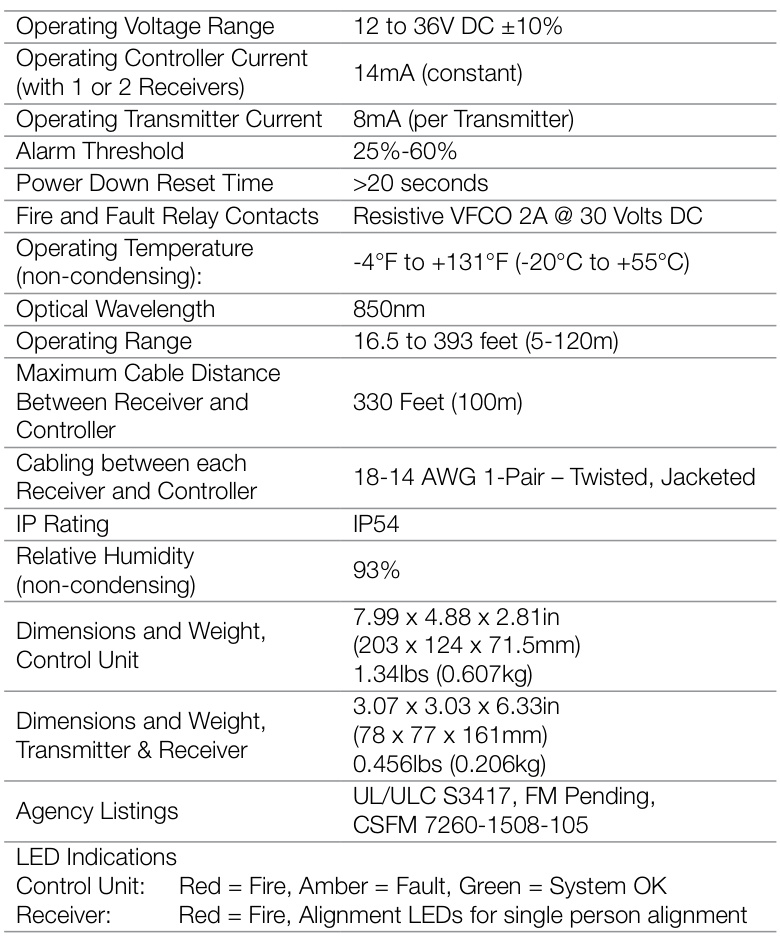 Operating Voltage Range 12 to 36V DC ±10%
Operating Controller Current
(with 1 or 2 Receivers) 14mA (constant)
Operating Transmitter Current 8mA (per Transmitter)
Alarm Threshold 25%-60%
Power Down Reset Time >20 seconds
Fire and Fault Relay Contacts Resistive VFCO 2A @ 30 Volts DC
Operating Temperature
(non-condensing): -4°F to +131°F (-20°C to +55°C)
Optical Wavelength 850nm
Operating Range 16.5 to 393 feet (5-120m)
Maximum Cable Distance
Between Receiver and 330 Feet (100m)
Controller
Cabling between each
Receiver and Controller 18-14 AWG 1-Pair – Twisted, Jacketed
IP Rating IP54
Relative Humidity
(non-condensing) 93%
Dimensions and Weight,
Control Unit
7.99 x 4.88 x 2.81in
(203 x 124 x 71.5mm)
1.34lbs (0.607kg)
Dimensions and Weight,
Transmitter & Receiver
3.07 x 3.03 x 6.33in
(78 x 77 x 161mm)
0.456lbs (0.206kg)
Agency Listings
UL/ULC S3417, FM Pending,
CSFM 7260-1508-105
LED Indications
Control Unit: Red = Fire, Amber = Fault, Green = System OK
Receiver: Red = Fire, Alignment LEDs for single person alignment